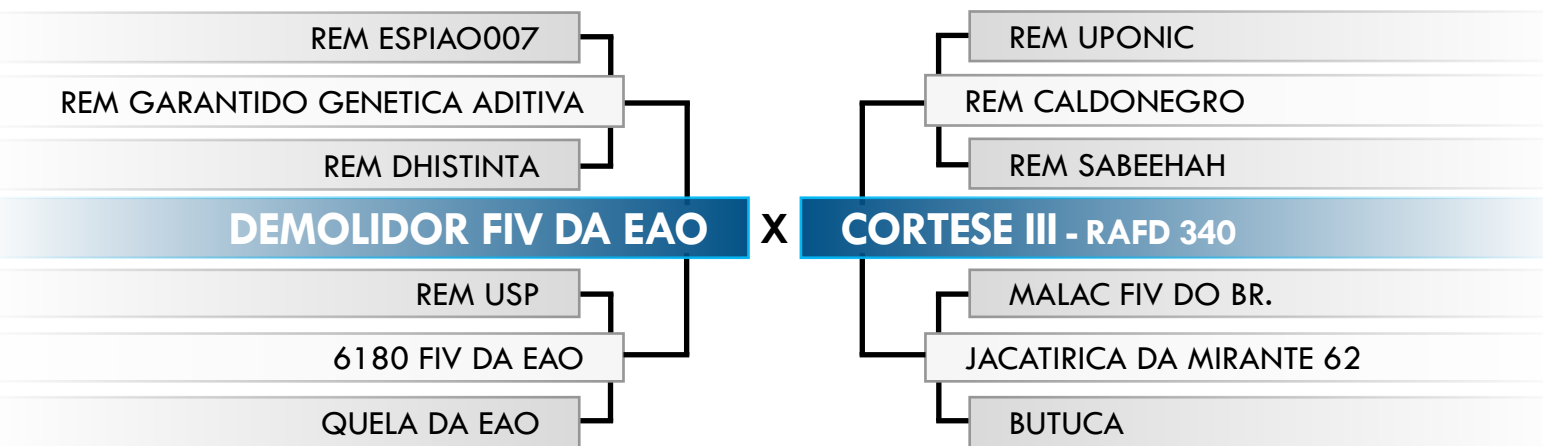 REM ESPIAO007
REM GARANTIDO GENETICA ADITIVA
REM DHISTINTA
DEMOLIDOR FIV DA EAO
REM USP
6180 FIV DA EAO
QUELA DA EAO
X
REM UPONIC
REM CALDONEGRO
REM SABEEHAH
CORTESE III - RAFD 340
MALAC FIV DO BR.
JACATIRICA DA MIRANTE 62
BUTUCA